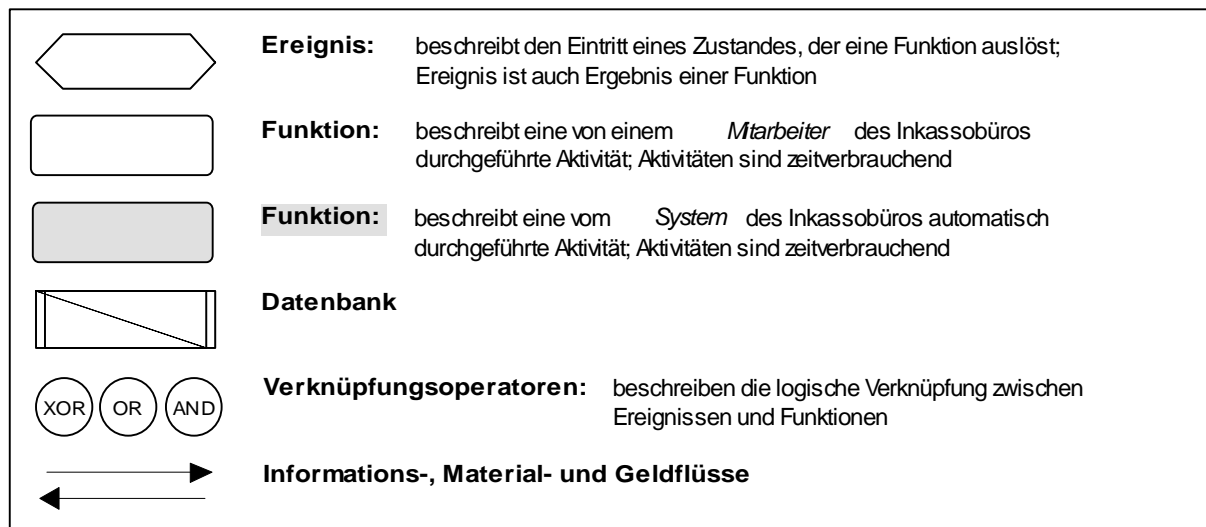 Ereignis: beschreibt den Eintritt eines Zustandes, der eine Funktion auslöst;
Ereignis ist auch Ergebnis einer Funktion
Funktion: beschreibt eine von einem Mitarbeiter des Inkassobüros
durchgeführte Aktivität; Aktivitäten sind zeitverbrauchend
Funktion: beschreibt eine vom System des Inkassobüros automatisch
durchgeführte Aktivität; Aktivitäten sind zeitverbrauchend
Datenbank
XOR OR AND Verknüpfungsoperatoren: beschreiben die logische Verknüpfung zwischen
Ereignissen und Funktionen
Informations-, Material- und Geldflüsse